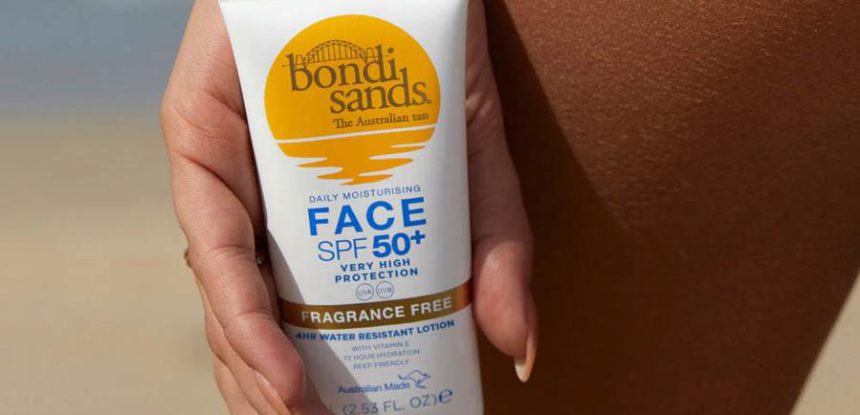 bondi
sands®
The Australian tan
DAILY MOISTURISING
FACE
SPF 50+
VERY HIGH
PROTECTION
UVA UVB
FRAGRANCE FREE
4HR WATER RESISTANT LOTION
WITH VITAMIN E
72 HOUR HYDRATION
REEF FRIENDLY
Australian Made
(2.53 FL. OZ) ℮